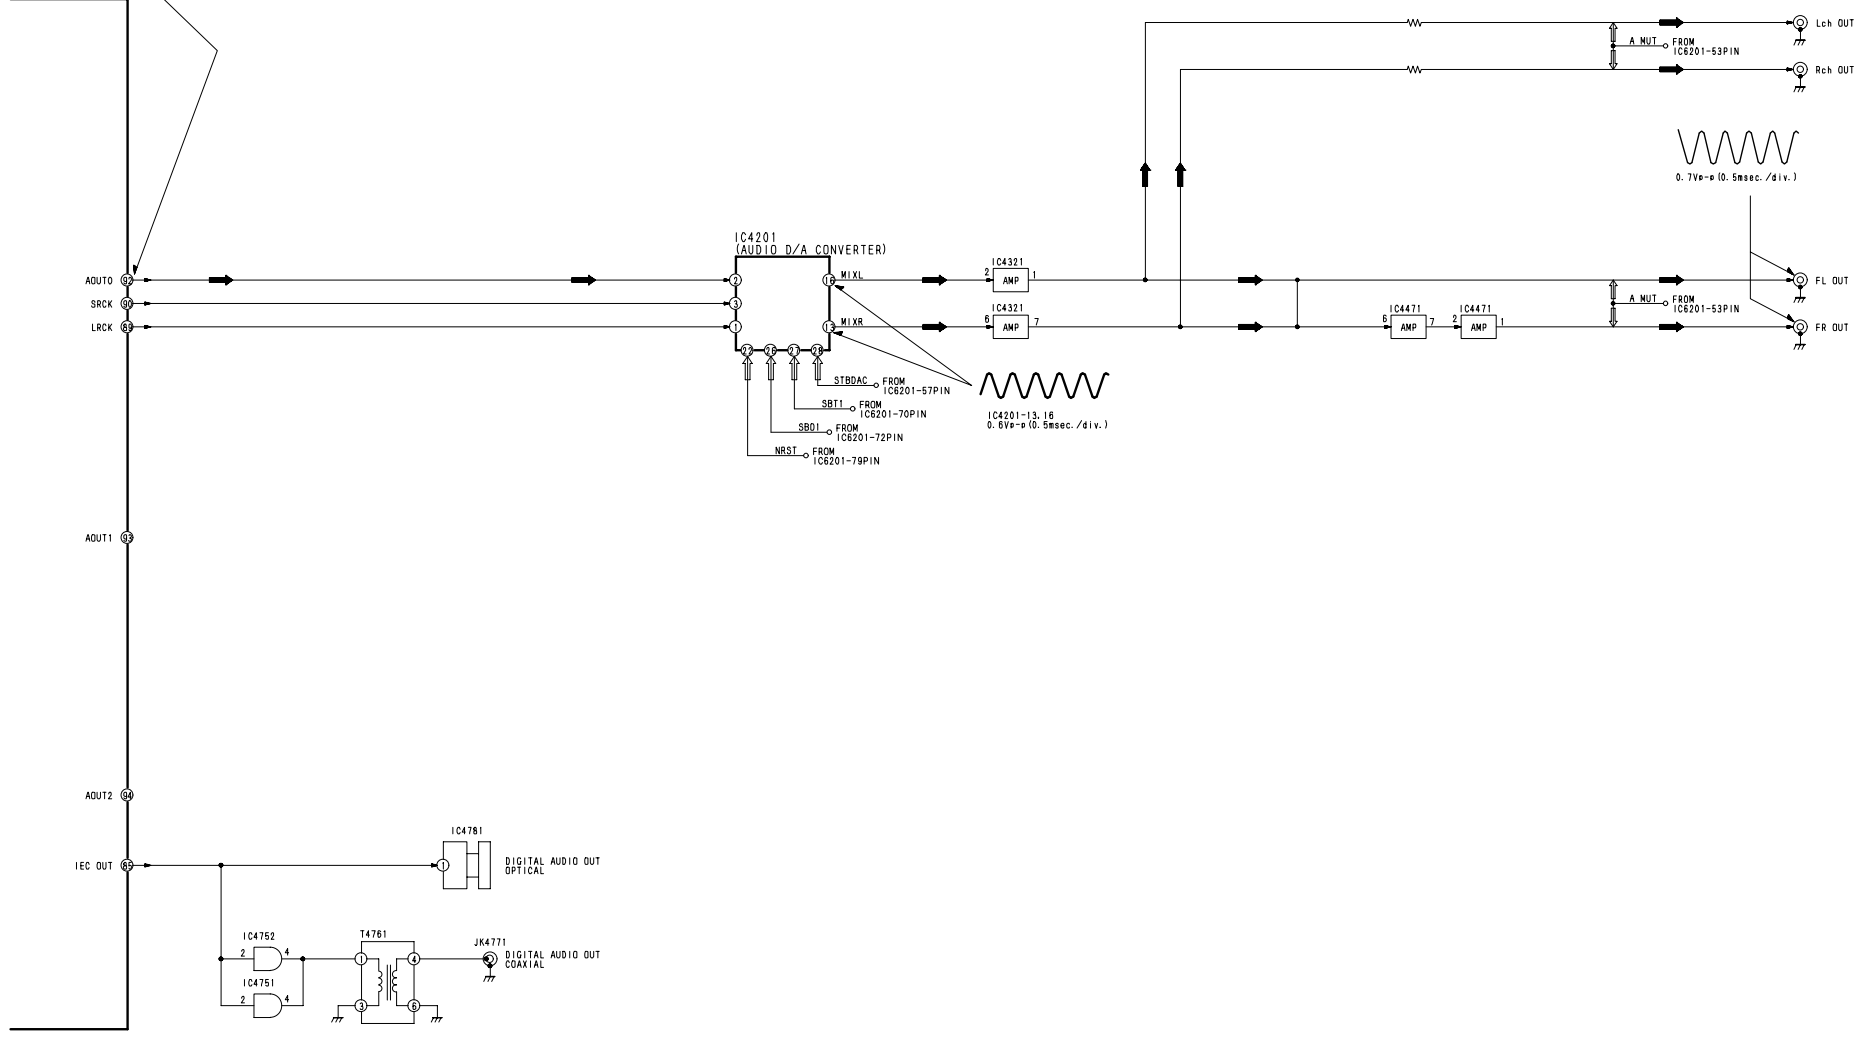 Lch OUT
A MUT
FROM
IC6201-53PIN
Rch OUT
0.7Vp-p(0.5msec./div.)
IC4201
(AUDIO D/A CONVERTER)
AOUT0
92
2
16
MIXL
IC4321
2
AMP
1
FL OUT
SRCK
90
3
A MUT
FROM
IC6201-53PIN
LRCK
89
1
13
MIXR
IC4321
6
AMP
7
IC4471
6
AMP
7
IC4471
2
AMP
1
FR OUT
22
26
27
28
STBDAC
FROM
IC6201-57PIN
SBT1
FROM
IC6201-70PIN
SBO1
FROM
IC6201-72PIN
NRST
FROM
IC6201-79PIN
IC4201-13.16
0.6Vp-p(0.5msec./div.)
AOUT1
93
AOUT2
94
IEC OUT
85
IC4781
1
DIGITAL AUDIO OUT
OPTICAL
IC4752
2
4
IC4751
2
4
T4761
1
4
3
6
JK4771
DIGITAL AUDIO OUT
COAXIAL